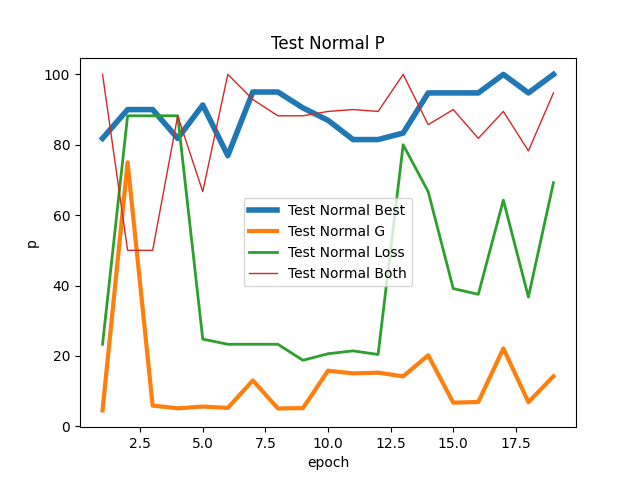 Test Normal P
100
80
60
40
20
0
p
Test Normal Best
Test Normal G
Test Normal Loss
Test Normal Both
2.5 5.0 7.5 10.0 12.5 15.0 17.5
epoch